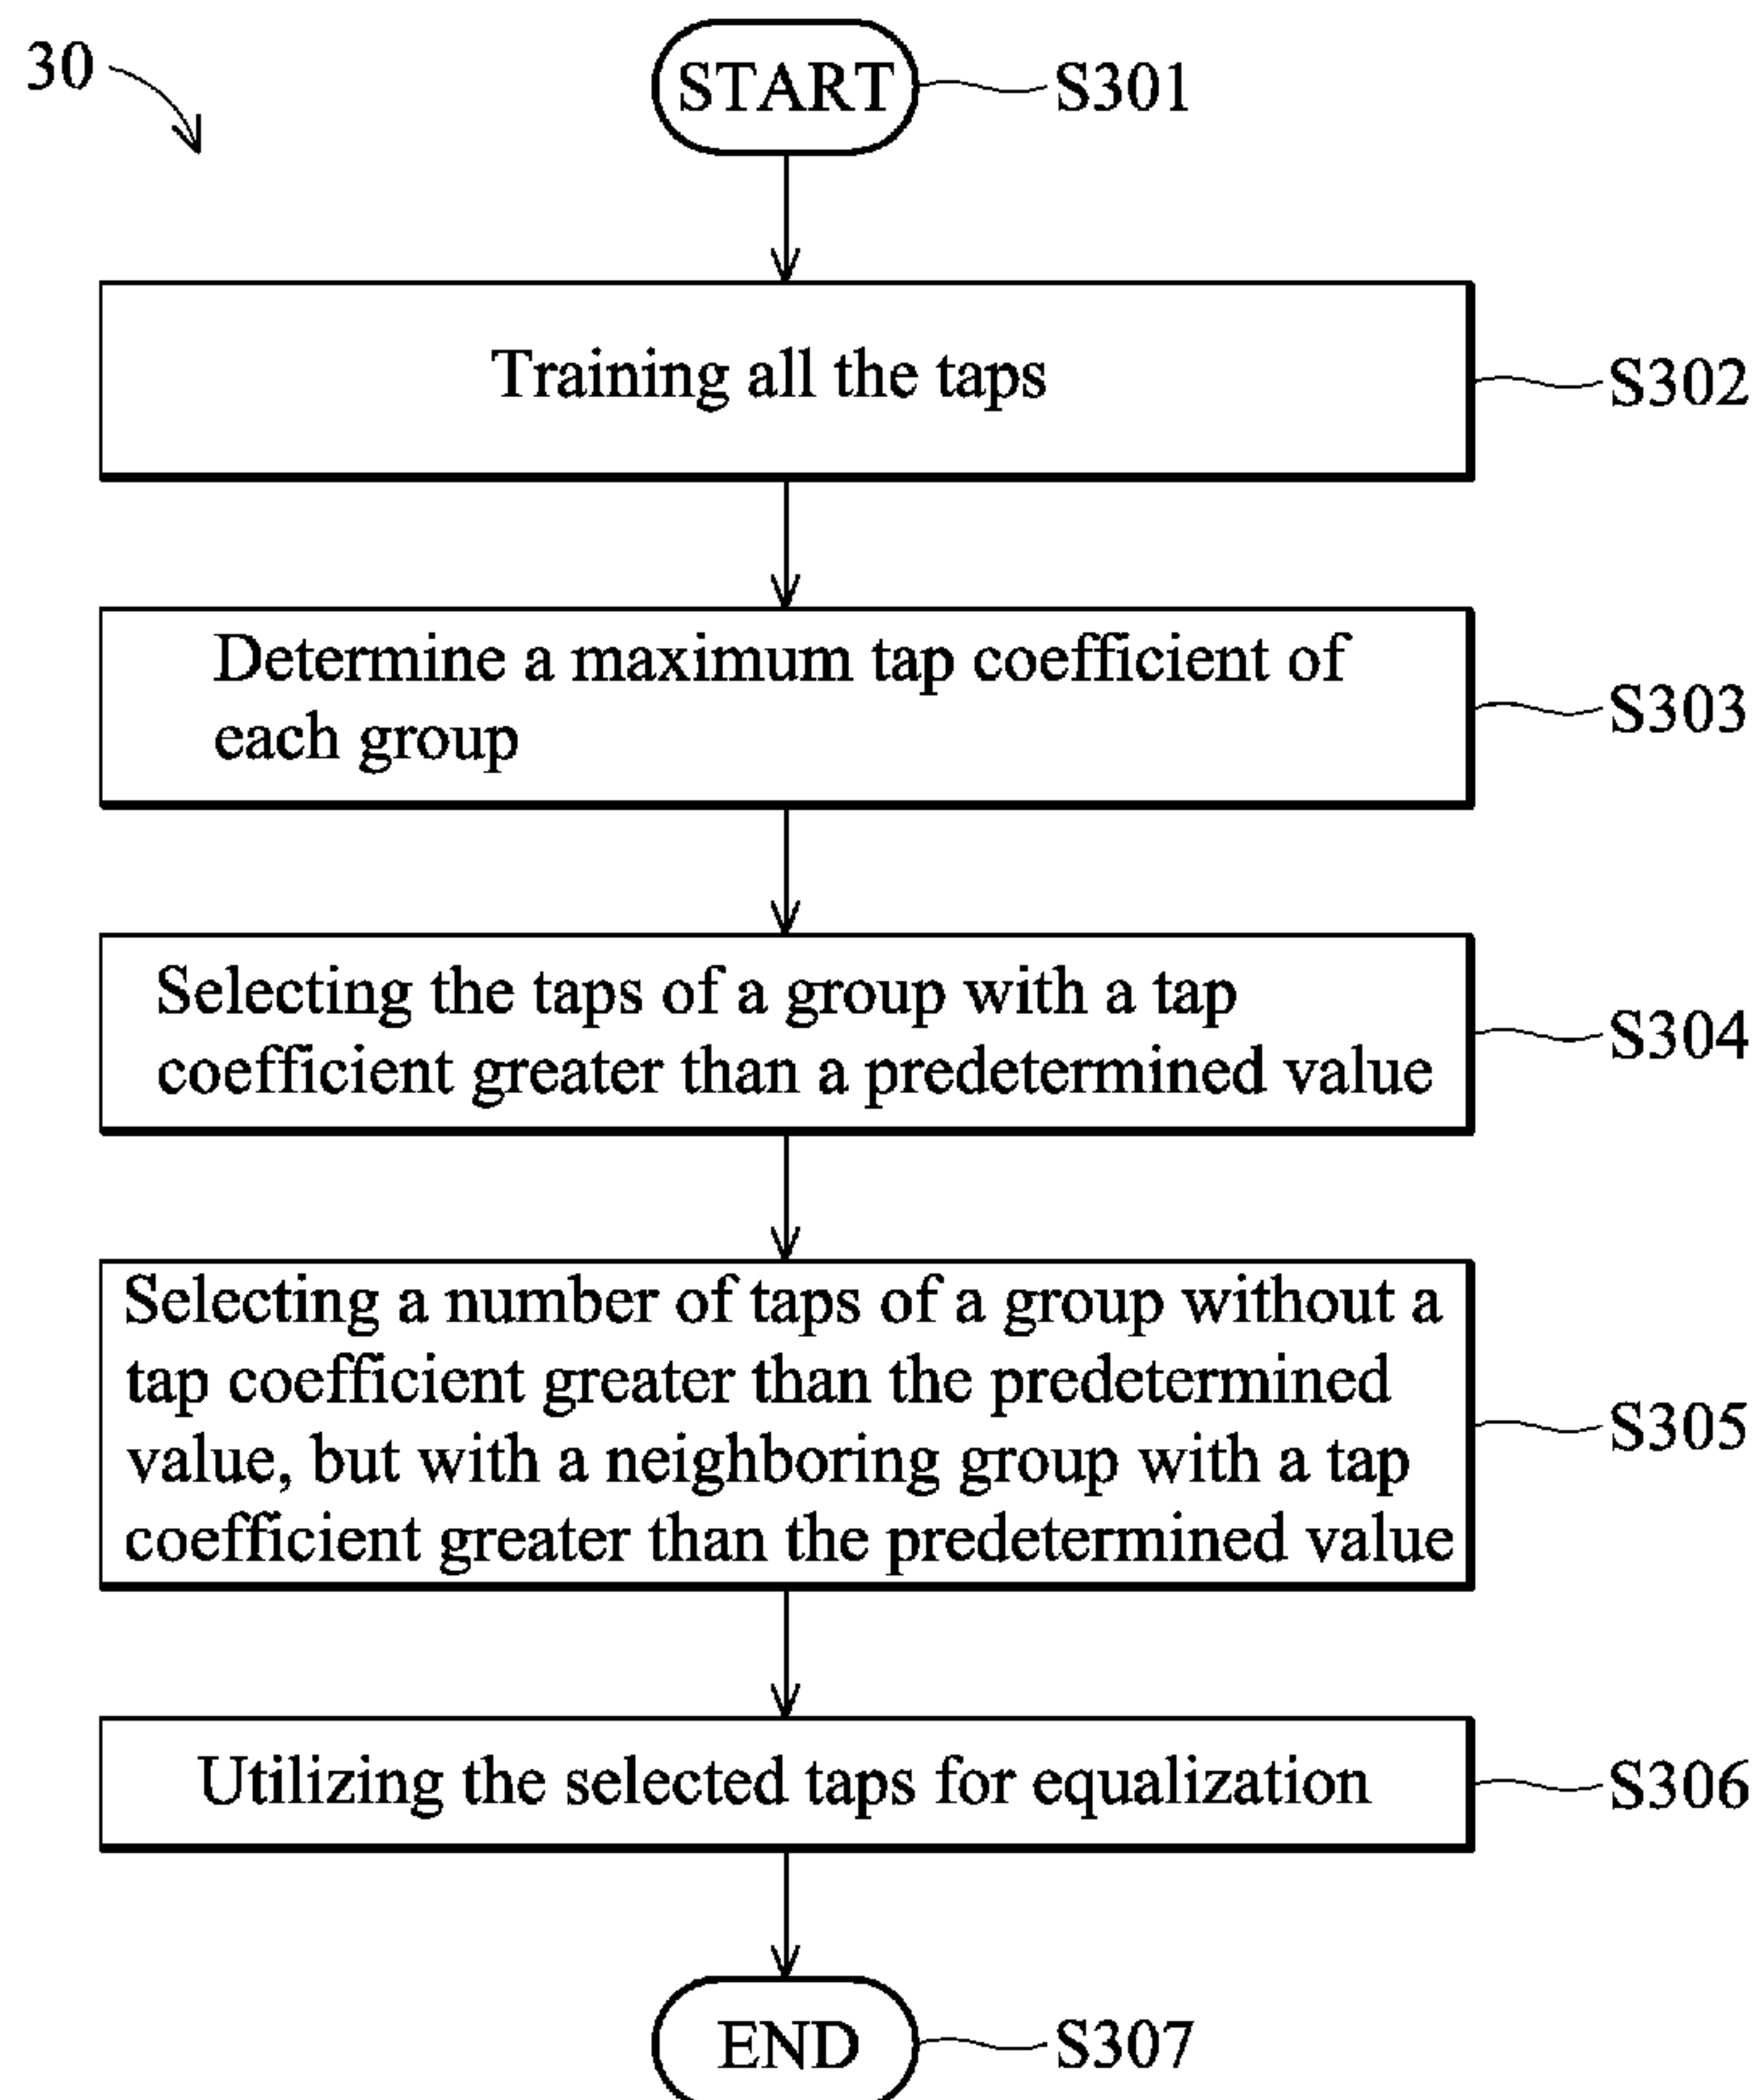 30
START
S301
Training all the taps
S302
Determine a maximum tap coefficient of
each group
S303
Selecting the taps of a group with a tap
coefficient greater than a predetermined value
S304
Selecting a number of taps of a group without a
tap coefficient greater than the predetermined
value, but with a neighboring group with a tap
coefficient greater than the predetermined value
S305
Utilizing the selected taps for equalization
S306
END
S307